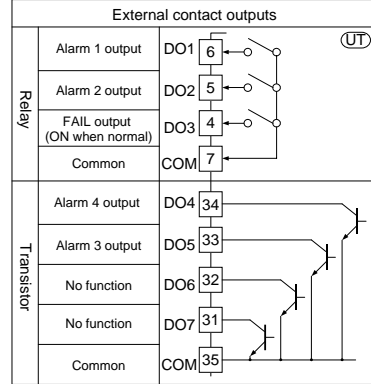 External contact outputs
UT
Relay
Alarm 1 output DO1 6
Alarm 2 output DO2 5
FAIL output
(ON when normal) DO3 4
Common COM 7
Transistor
Alarm 4 output DO4 34
Alarm 3 output DO5 33
No function DO6 32
No function DO7 31
Common COM 35